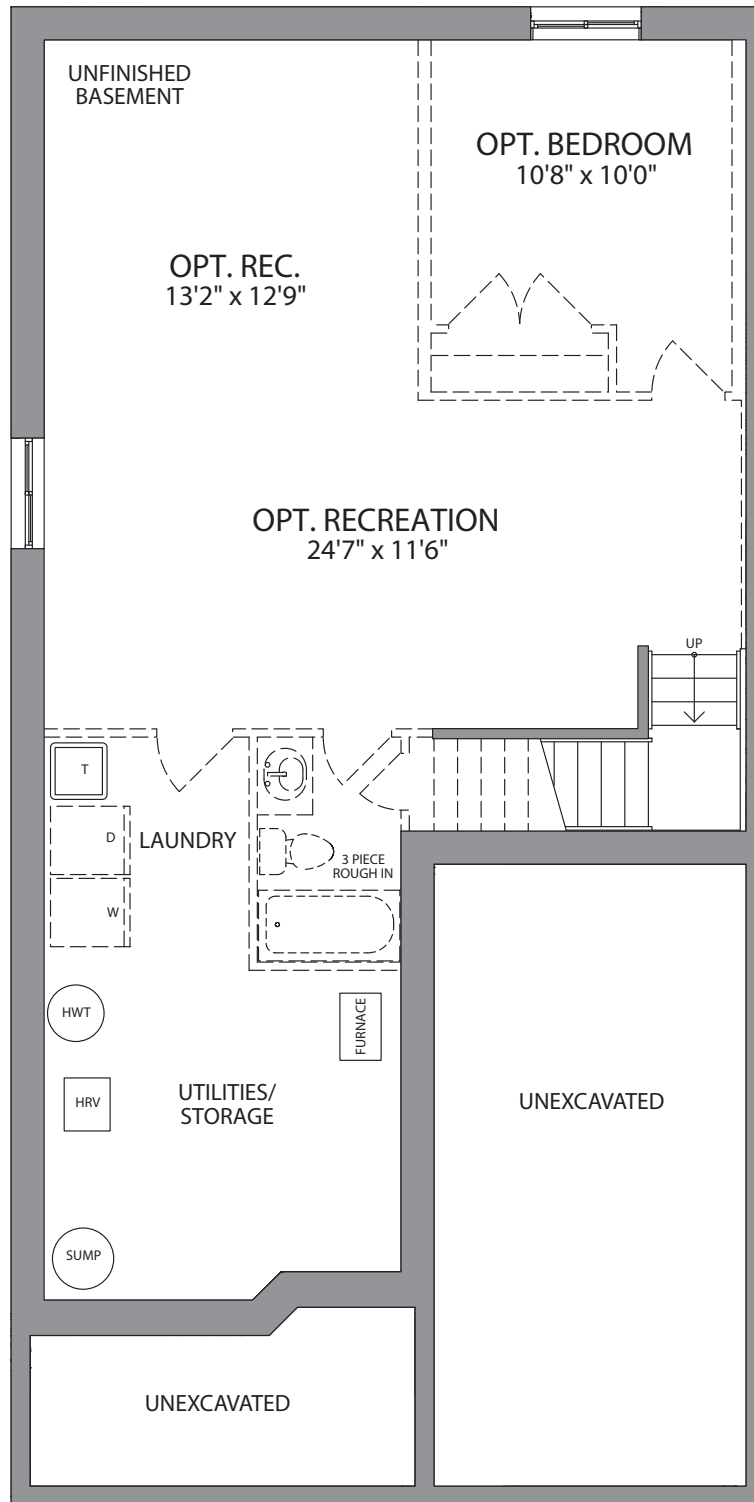 UNFINISHED
BASEMENT
OPT. BEDROOM
10'8" x 10'0"
OPT. REC.
13'2" x 12'9"
OPT. RECREATION
24'7" x 11'6"
UP
T
D
LAUNDRY
W
3 PIECE
ROUGH IN
HWT
FURNACE
HRV
UTILITIES/
STORAGE
UNEXCAVATED
SUMP
UNEXCAVATED